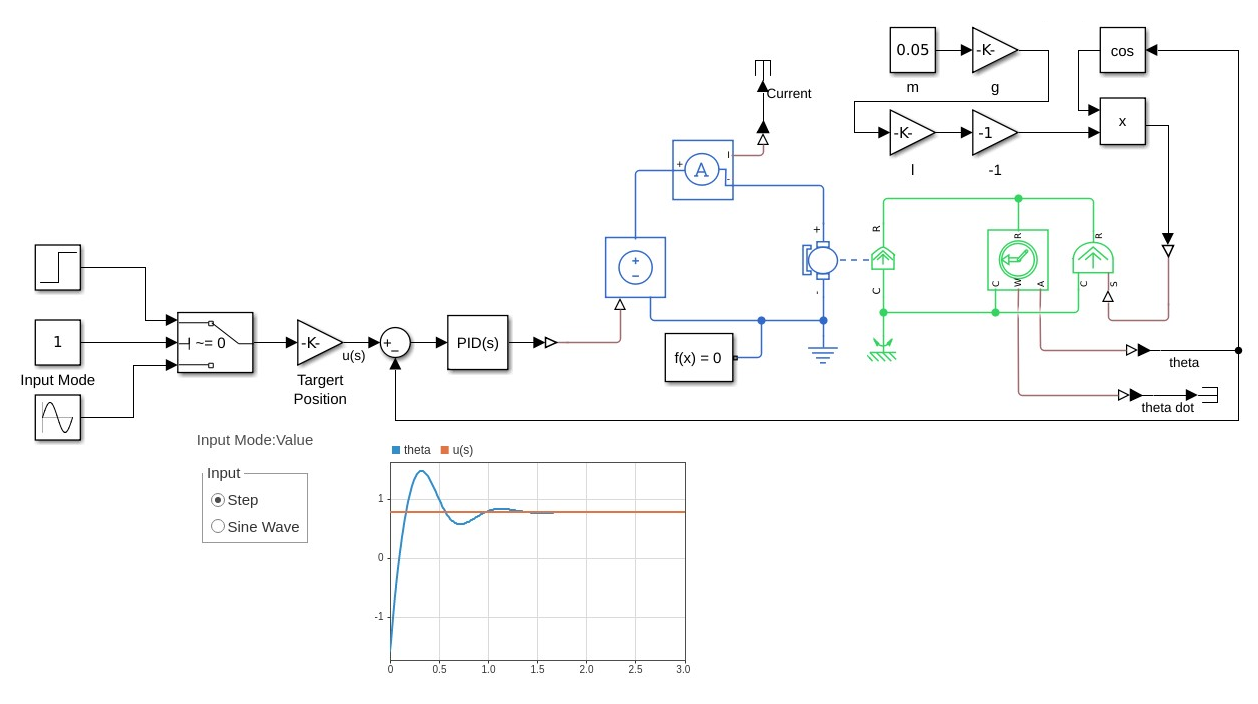 0.05
-K-
cos
m
g
Current
-K-
-1
x
l
-1
I
+
-
A
+
-
R
C
R
C
W
A
R
C
S
+
−
1
Input Mode
~= 0
-K-
Targert
Position
u(s)
+
−
PID(s)
f(x) = 0
theta
theta dot
Input Mode:Value
Input
Step
Sine Wave
theta
u(s)
1
0
-1
0
0.5
1.0
1.5
2.0
2.5
3.0